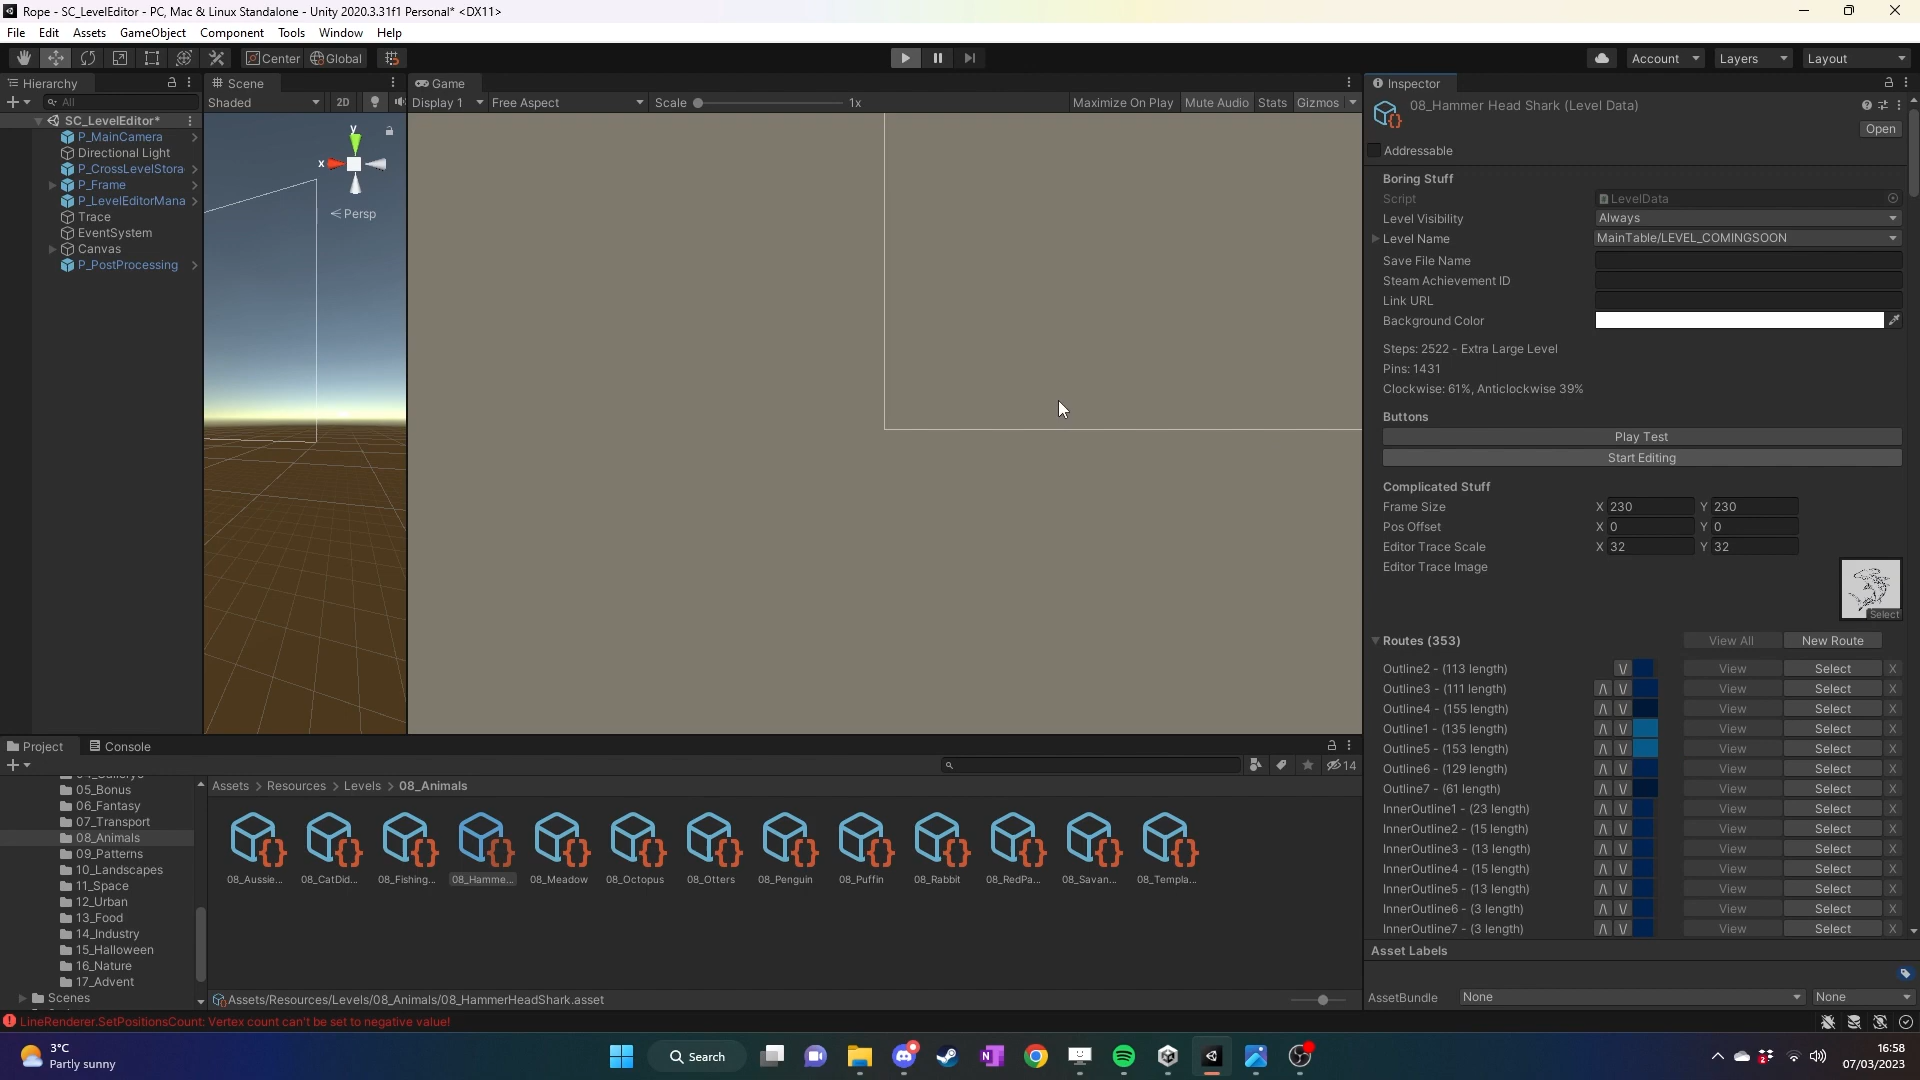 Rope - SC_LevelEditor - PC, Mac & Linux Standalone - Unity 2020.3.31f1 Personal* <DX11>
File Edit Assets GameObject Component Tools Window Help
Center Global
Account Layers Layout
Hierarchy
All
SC_LevelEditor*
P_MainCamera
Directional Light
P_CrossLevelStora
P_Frame
P_LevelEditorMana
Trace
EventSystem
Canvas
P_PostProcessing
Scene
Shaded 2D
y
x
Persp
Game
Display 1 Free Aspect Scale 1x Maximize On Play Mute Audio Stats Gizmos
Inspector
08_Hammer Head Shark (Level Data)
Open
Addressable
Boring Stuff
Script LevelData
Level Visibility Always
Level Name MainTable/LEVEL_COMINGSOON
Save File Name
Steam Achievement ID
Link URL
Background Color
Steps: 2522 - Extra Large Level
Pins: 1431
Clockwise: 61%, Anticlockwise 39%
Buttons
Play Test
Start Editing
Complicated Stuff
Frame Size X 230 Y 230
Pos Offset X 0 Y 0
Editor Trace Scale X 32 Y 32
Editor Trace Image
Select
Routes (353) View All New Route
Outline2 - (113 length) \/ View Select X
Outline3 - (111 length) /\ \/ View Select X
Outline4 - (155 length) /\ \/ View Select X
Outline1 - (135 length) /\ \/ View Select X
Outline5 - (153 length) /\ \/ View Select X
Outline6 - (129 length) /\ \/ View Select X
Outline7 - (61 length) /\ \/ View Select X
InnerOutline1 - (23 length) /\ \/ View Select X
InnerOutline2 - (15 length) /\ \/ View Select X
InnerOutline3 - (13 length) /\ \/ View Select X
InnerOutline4 - (15 length) /\ \/ View Select X
InnerOutline5 - (13 length) /\ \/ View Select X
InnerOutline6 - (3 length) /\ \/ View Select X
InnerOutline7 - (3 length) /\ \/ View Select X
Asset Labels
AssetBundle None None
Project Console
14
05_Bonus
06_Fantasy
07_Transport
08_Animals
09_Patterns
10_Landscapes
11_Space
12_Urban
13_Food
14_Industry
15_Halloween
16_Nature
17_Advent
Scenes
Assets > Resources > Levels > 08_Animals
08_Aussie... 08_CatDid... 08_Fishing... 08_Hamme... 08_Meadow 08_Octopus 08_Otters 08_Penguin 08_Puffin 08_Rabbit 08_RedPa... 08_Savan... 08_Templa...
Assets/Resources/Levels/08_Animals/08_HammerHeadShark.asset
LineRenderer.SetPositionsCount: Vertex count can't be set to negative value!
3°C
Partly sunny
Search
16:58
07/03/2023